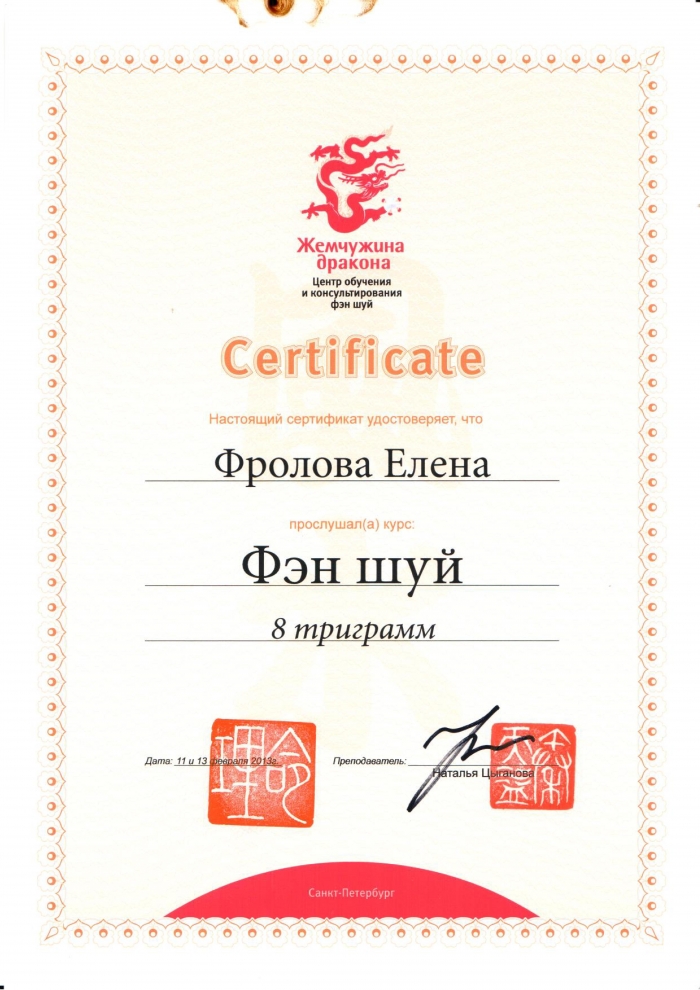 Жемчужина
дракона
Центр обучения
и консультирования
фэн шуй
Certificate
Настоящий сертификат удостоверяет, что
Фролова Елена
прослушал(а) курс:
Фэн шуй
8 триграмм
Дата: 11 и 13 февраля 2013г.
Преподаватель:
Наталья Цыганова
Санкт-Петербург